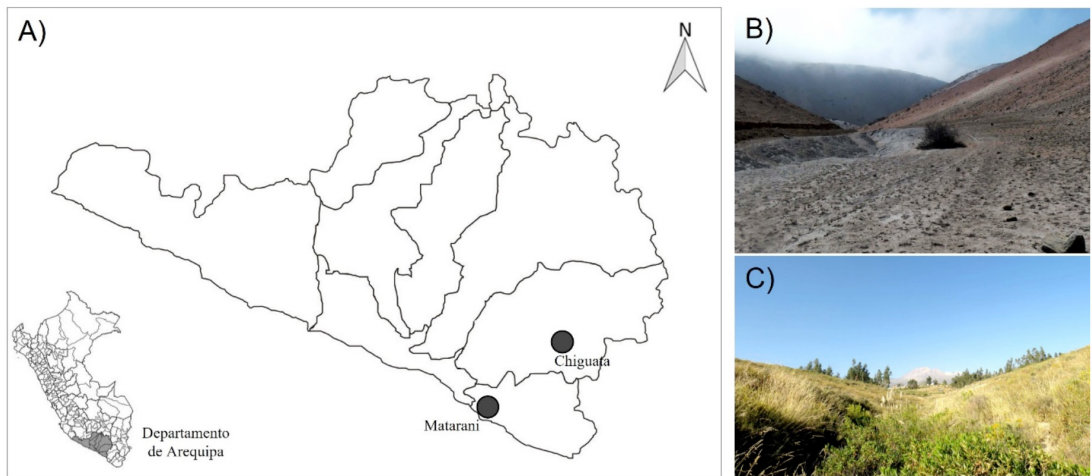 A)
N
Chiguata
Matarani
Departamento
de Arequipa
B)
C)